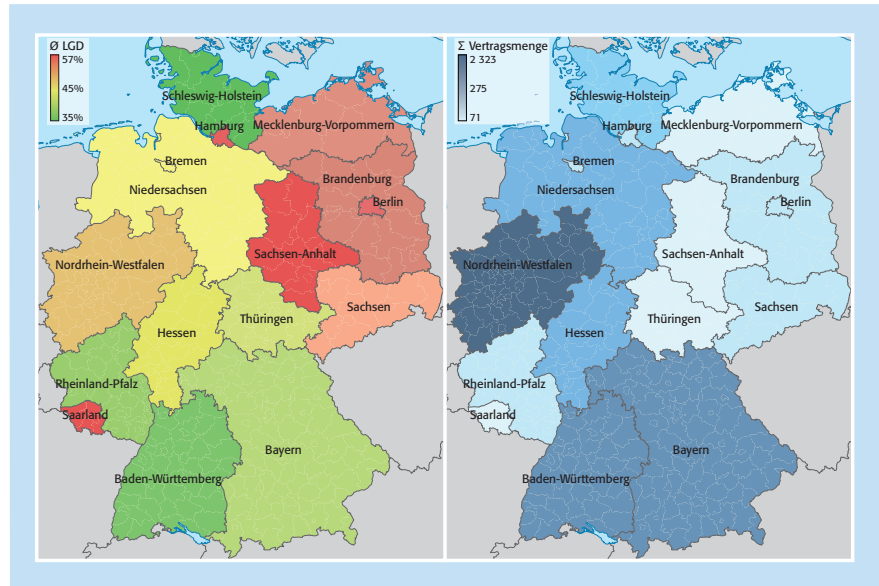 Ø LGD
57%
45%
35%
Schleswig-Holstein
Hamburg
Mecklenburg-Vorpommern
Bremen
Niedersachsen
Brandenburg
Berlin
Nordrhein-Westfalen
Sachsen-Anhalt
Sachsen
Thüringen
Hessen
Rheinland-Pfalz
Saarland
Bayern
Baden-Württemberg
Σ Vertragsmenge
2 323
275
71
Schleswig-Holstein
Hamburg
Mecklenburg-Vorpommern
Bremen
Niedersachsen
Brandenburg
Berlin
Nordrhein-Westfalen
Sachsen-Anhalt
Sachsen
Thüringen
Hessen
Rheinland-Pfalz
Saarland
Bayern
Baden-Württemberg